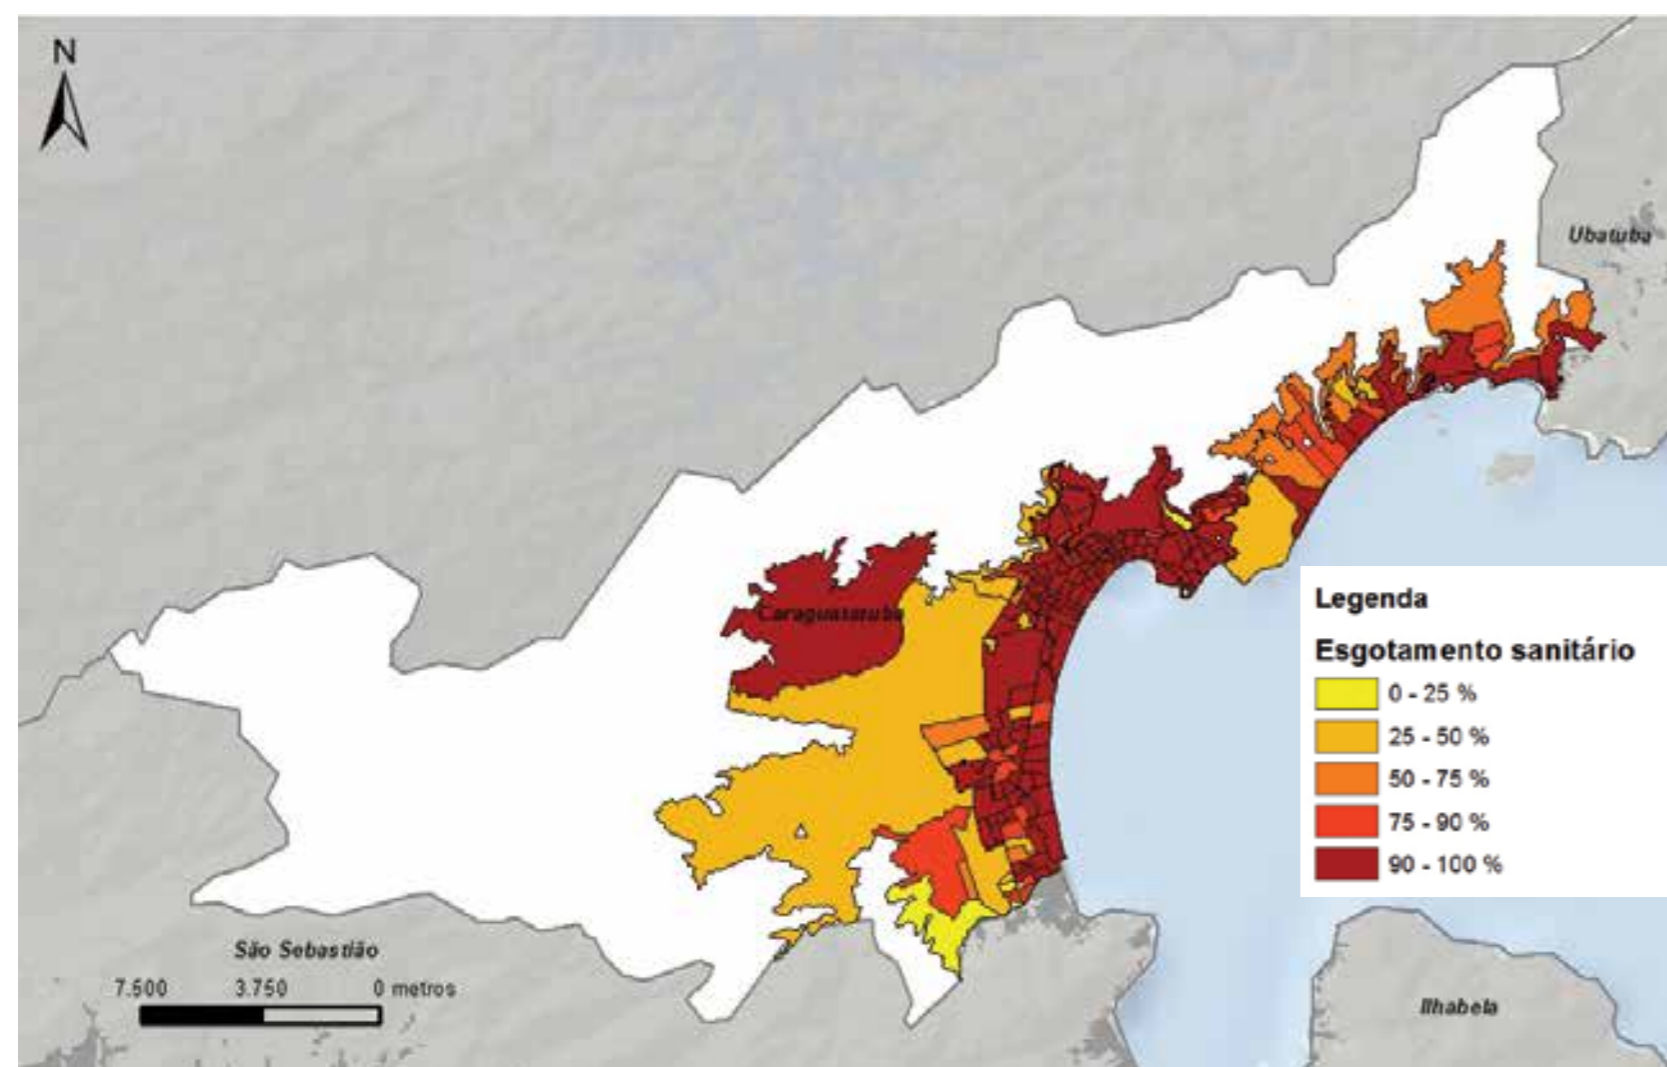 N
Ubatuba
Caraguatatuba
Legenda
Esgotamento sanitário
0 - 25 %
25 - 50 %
50 - 75 %
75 - 90 %
90 - 100 %
São Sebastião
7.500 3.750 0 metros
Ilhabela